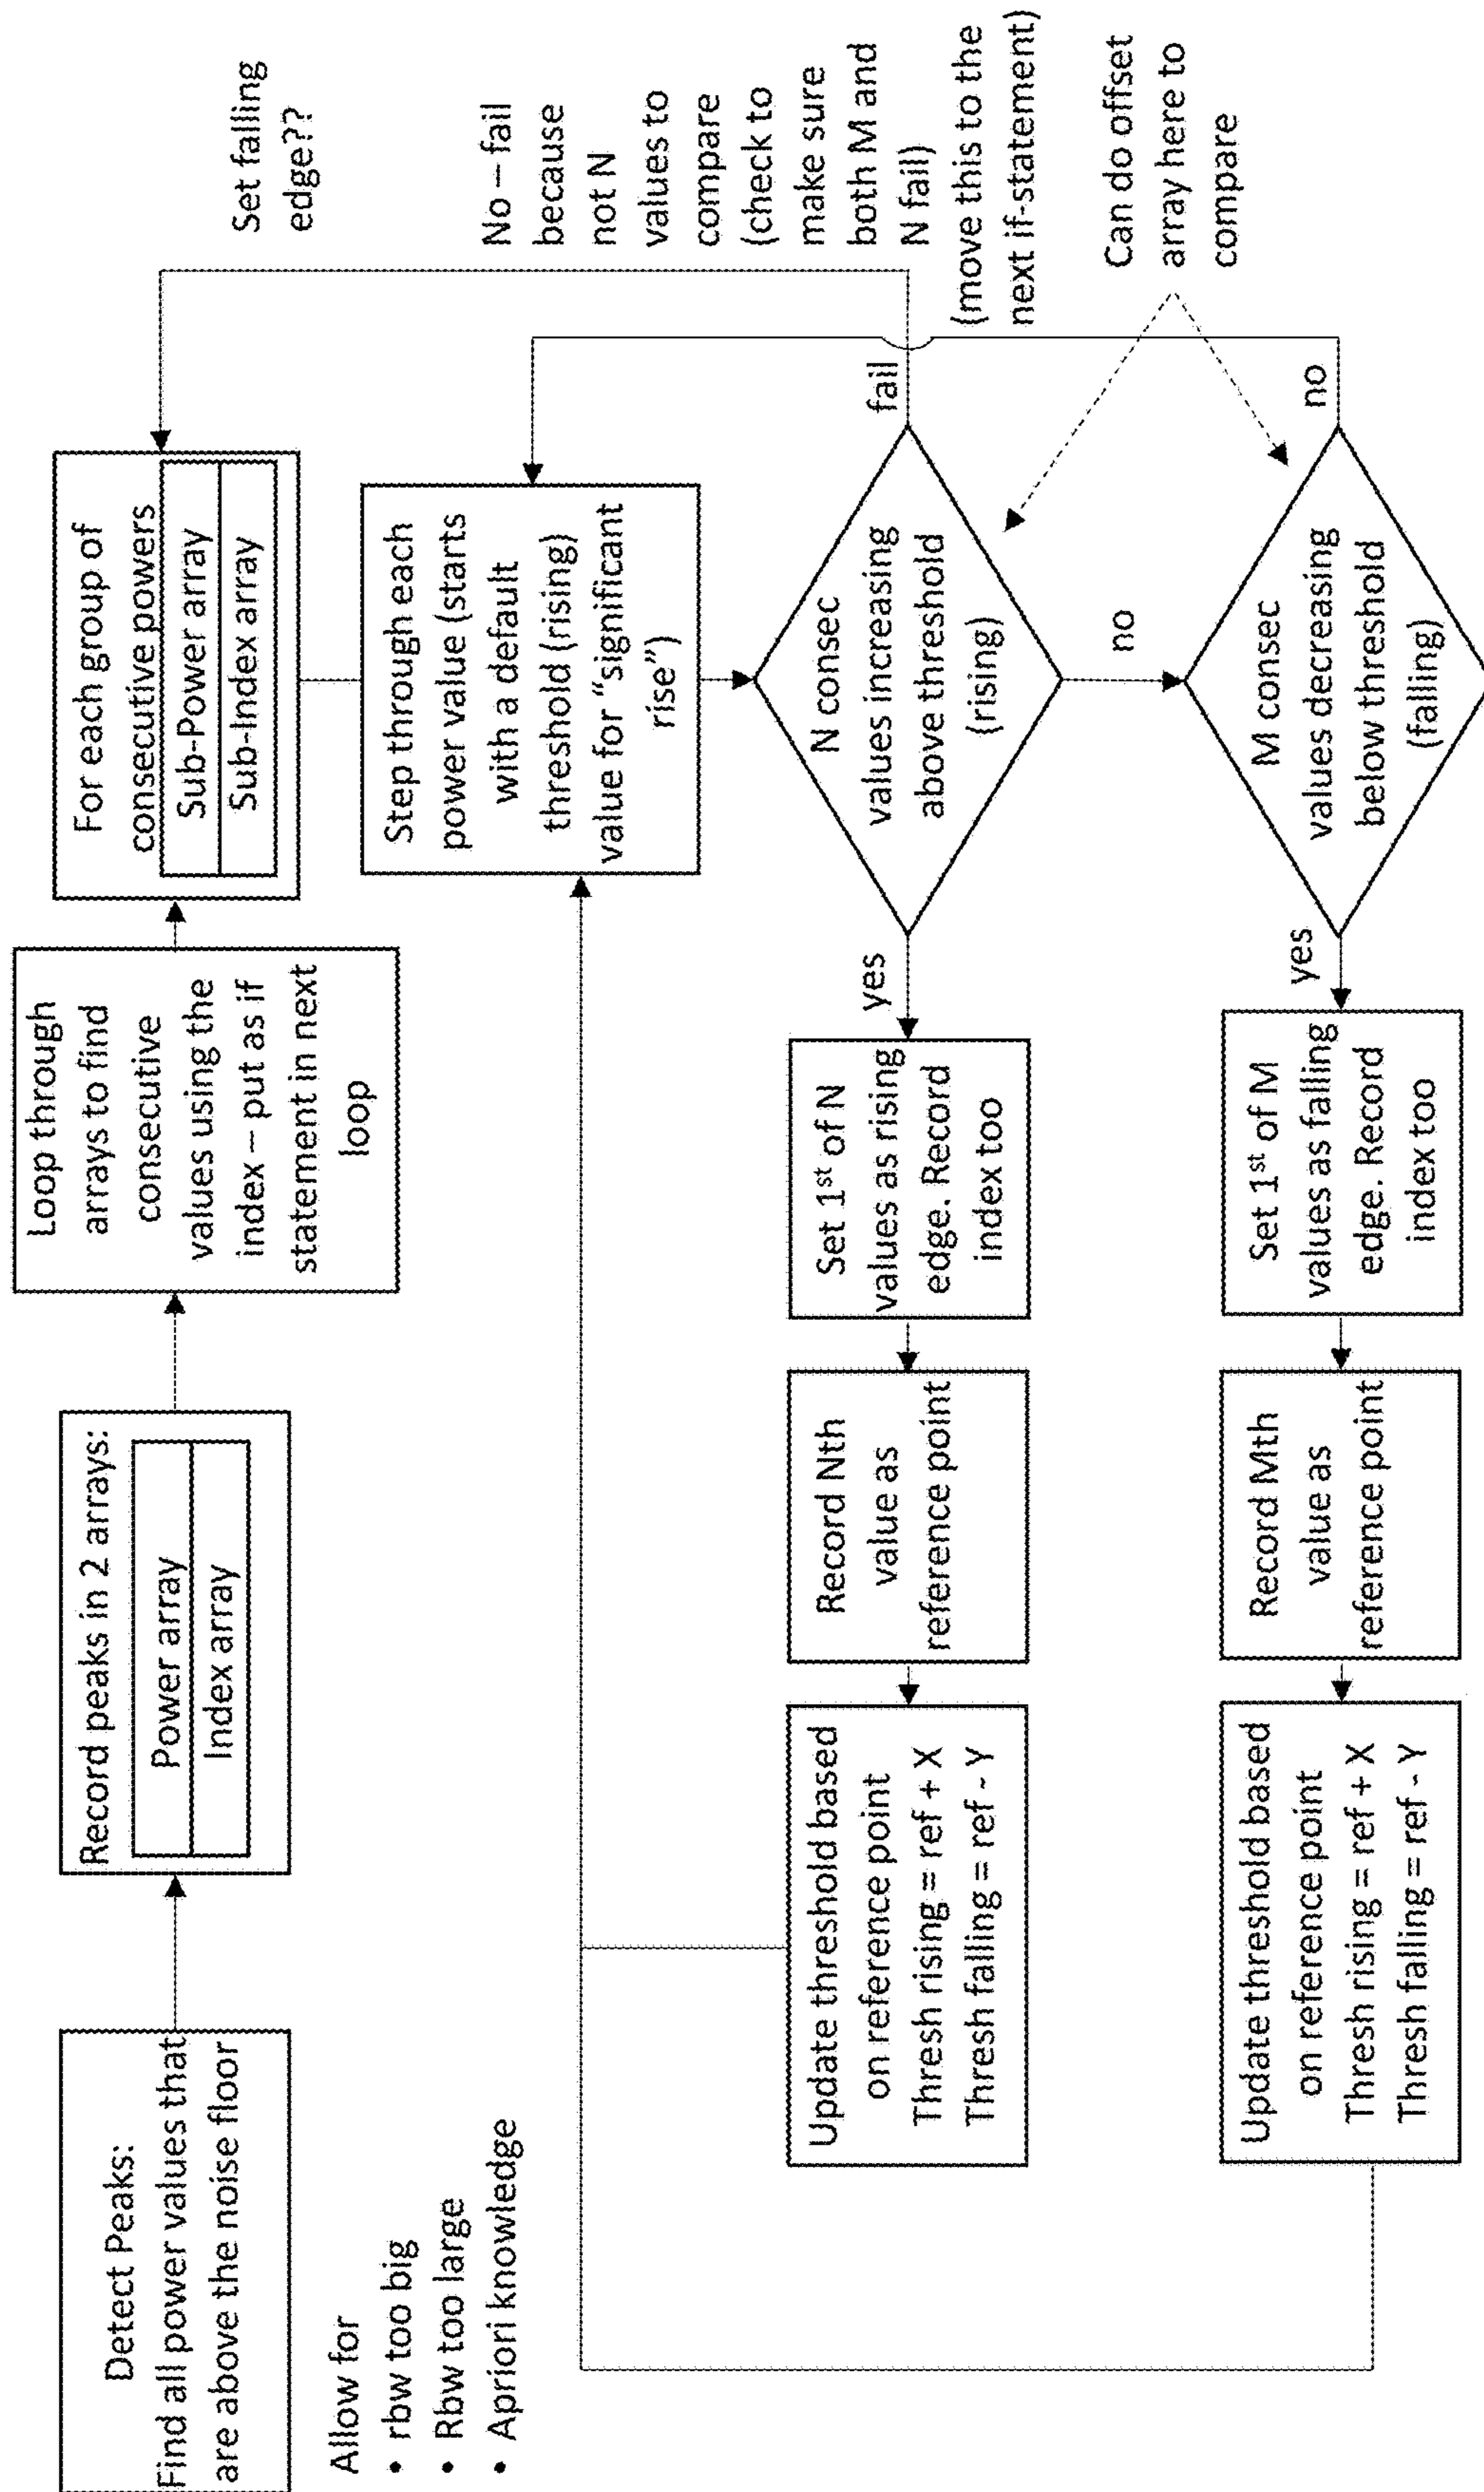 Detect Peaks:
Find all power values that
are above the noise floor
Allow for
• rbw too big
• Rbw too large
• Apriori knowledge
Record peaks in 2 arrays:
Power array
Index array
Loop through
arrays to find
consecutive
values using the
index – put as if
statement in next
loop
For each group of
consecutive powers
Sub-Power array
Sub-Index array
Set falling
edge??
Step through each
power value (starts
with a default
threshold (rising)
value for "significant
rise")
N consec
values increasing
above threshold
(rising)
fail
No – fail
because
not N
values to
compare
(check to
make sure
both M and
N fail)
(move this to the
next if-statement)
Can do offset
array here to
compare
yes
Set 1st of N
values as rising
edge. Record
index too
Record Nth
value as
reference point
Update threshold based
on reference point
Thresh rising = ref + X
Thresh falling = ref - Y
no
M consec
values decreasing
below threshold
(falling)
no
yes
Set 1st of M
values as falling
edge. Record
index too
Record Mth
value as
reference point
Update threshold based
on reference point
Thresh rising = ref + X
Thresh falling = ref - Y